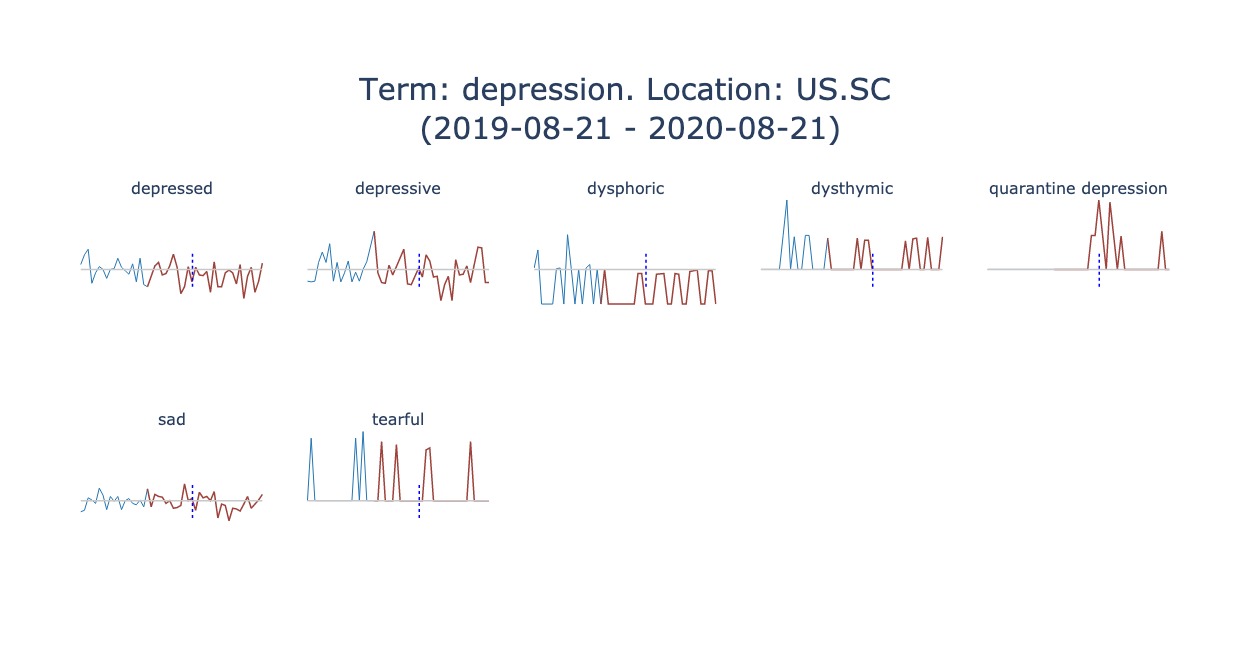 Term: depression. Location: US.SC
(2019-08-21 - 2020-08-21)
depressed
depressive
dysphoric
dysthymic
quarantine depression
sad
tearful